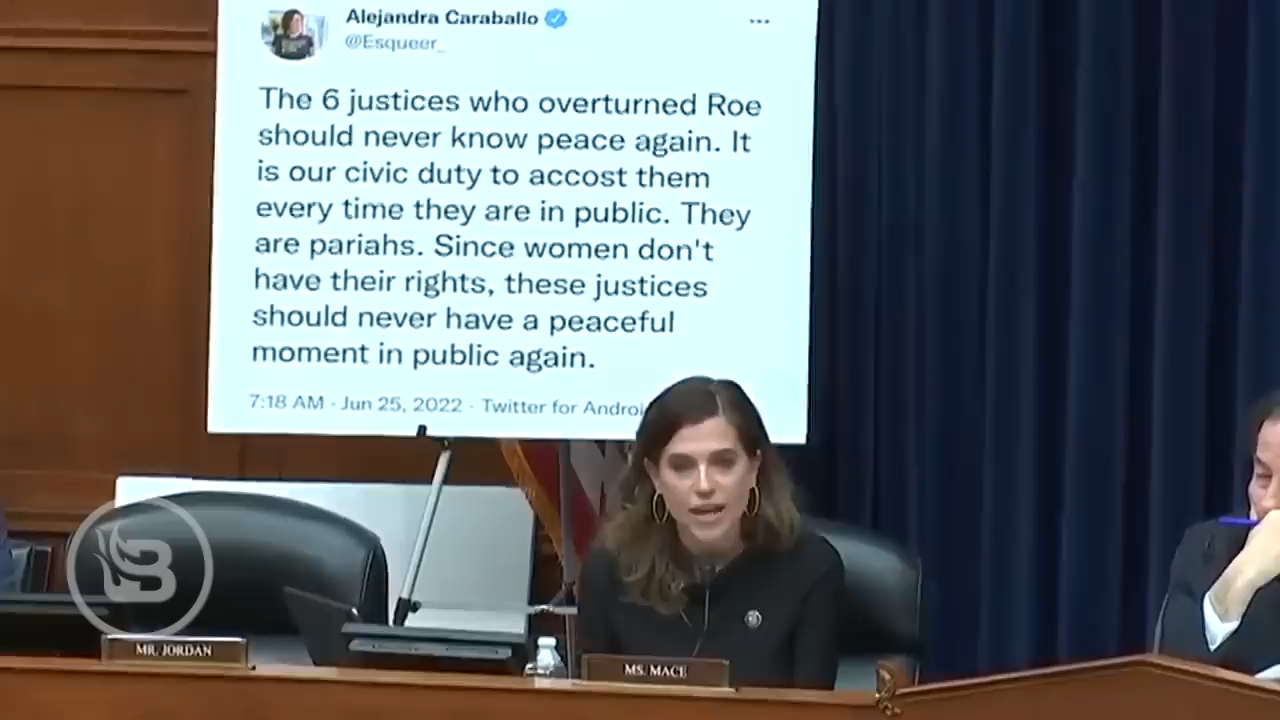 Alejandra Caraballo
@Esqueer_
The 6 justices who overturned Roe
should never know peace again. It
is our civic duty to accost them
every time they are in public. They
are pariahs. Since women don't
have their rights, these justices
should never have a peaceful
moment in public again.
7:18 AM · Jun 25, 2022 · Twitter for Androi
B
MR. JORDAN
MS. MACE